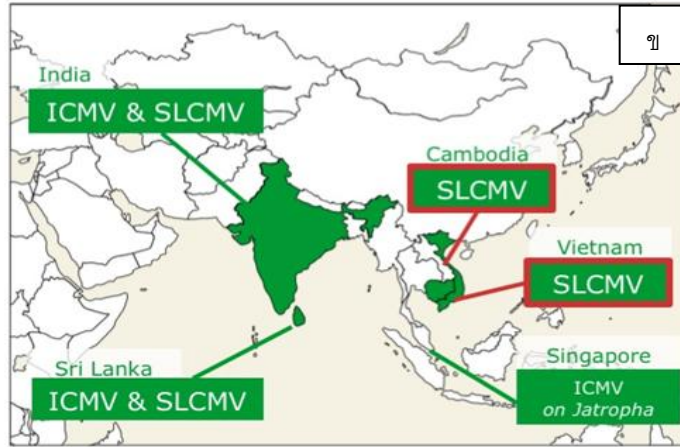 ข
India
ICMV & SLCMV
Cambodia
SLCMV
Vietnam
SLCMV
Sri Lanka
ICMV & SLCMV
Singapore
ICMV
on Jatropha